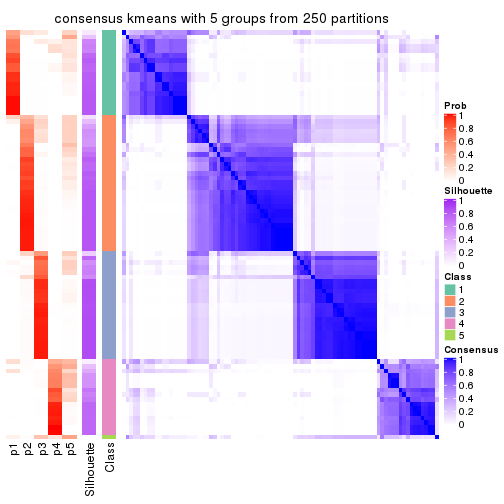 consensus kmeans with 5 groups from 250 partitions
Prob
1
0.8
0.6
0.4
0.2
0
Silhouette
1
0.8
0.6
0.4
0.2
0
Class
1
2
3
4
5
Consensus
1
0.8
0.6
0.4
0.2
0
p1
p2
p3
p4
p5
Silhouette
Class